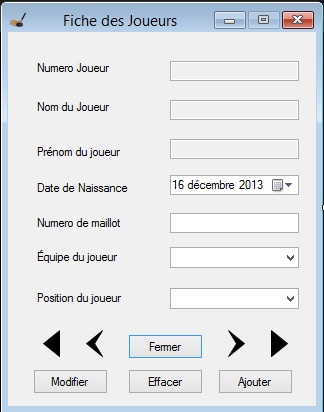 Fiche des Joueurs
Numero Joueur
Nom du Joueur
Prénom du joueur
Date de Naissance 16 décembre 2013
Numero de maillot
Équipe du joueur
Position du joueur
Fermer
Modifier Effacer Ajouter